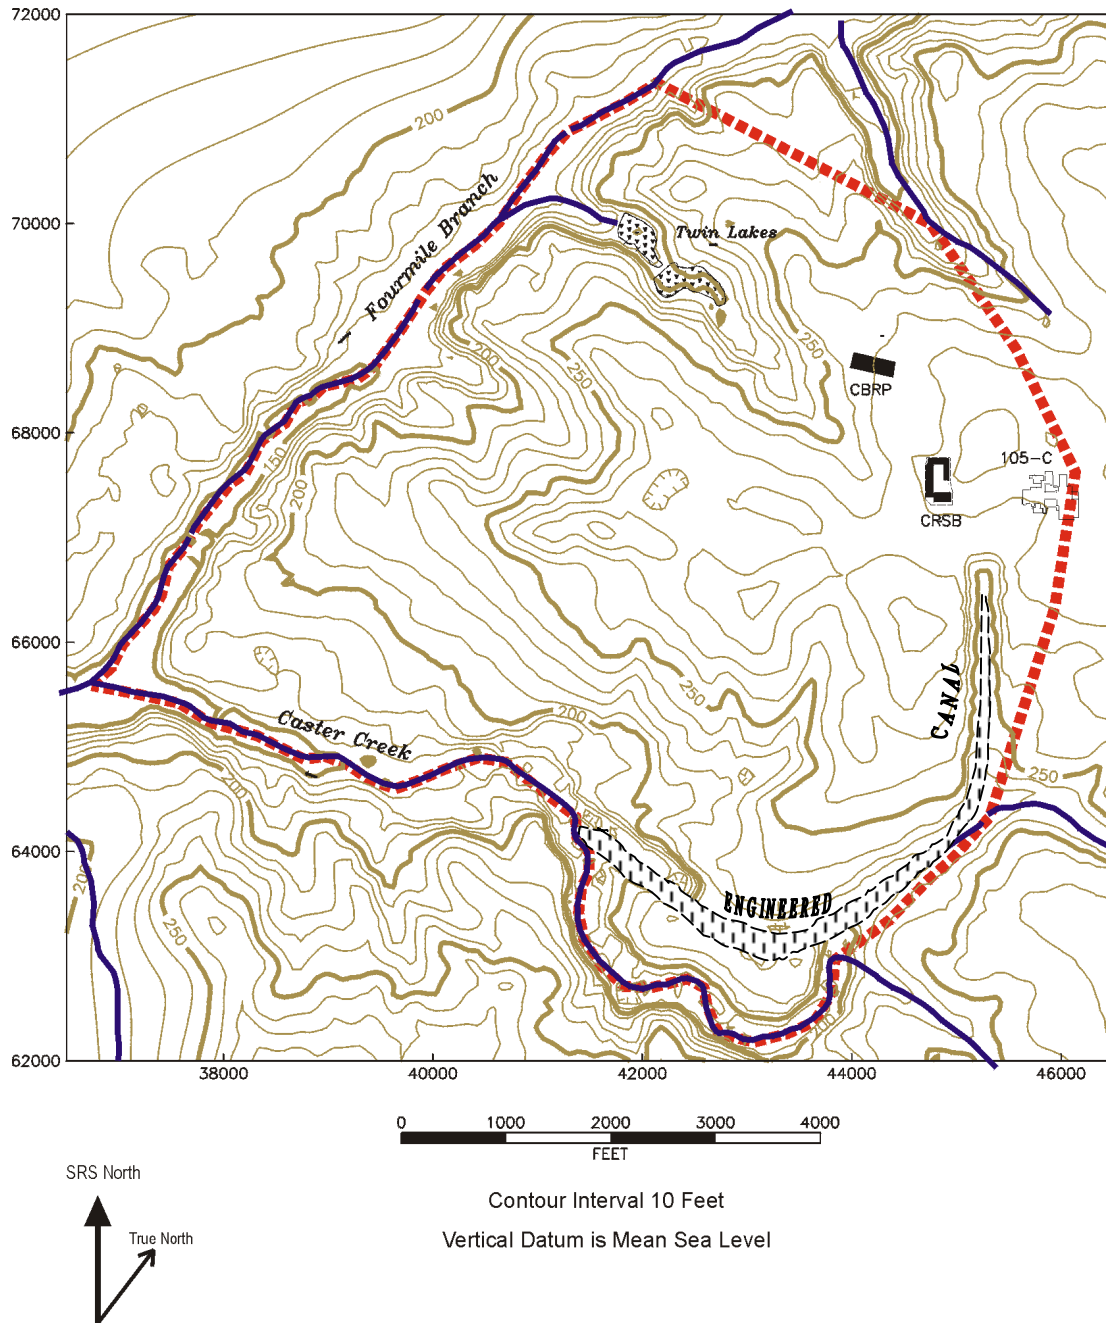 72000
200
Fourmile Branch
70000
Twin Lakes
250
200
250
CBRP
68000
150
105-C
200
CRSB
66000
CANAL
250
200
Caster Creek
250
200
64000
200
ENGINEERED
250
200
62000
38000 40000 42000 44000 46000
0 1000 2000 3000 4000
FEET
SRS North
Contour Interval 10 Feet
True North
Vertical Datum is Mean Sea Level